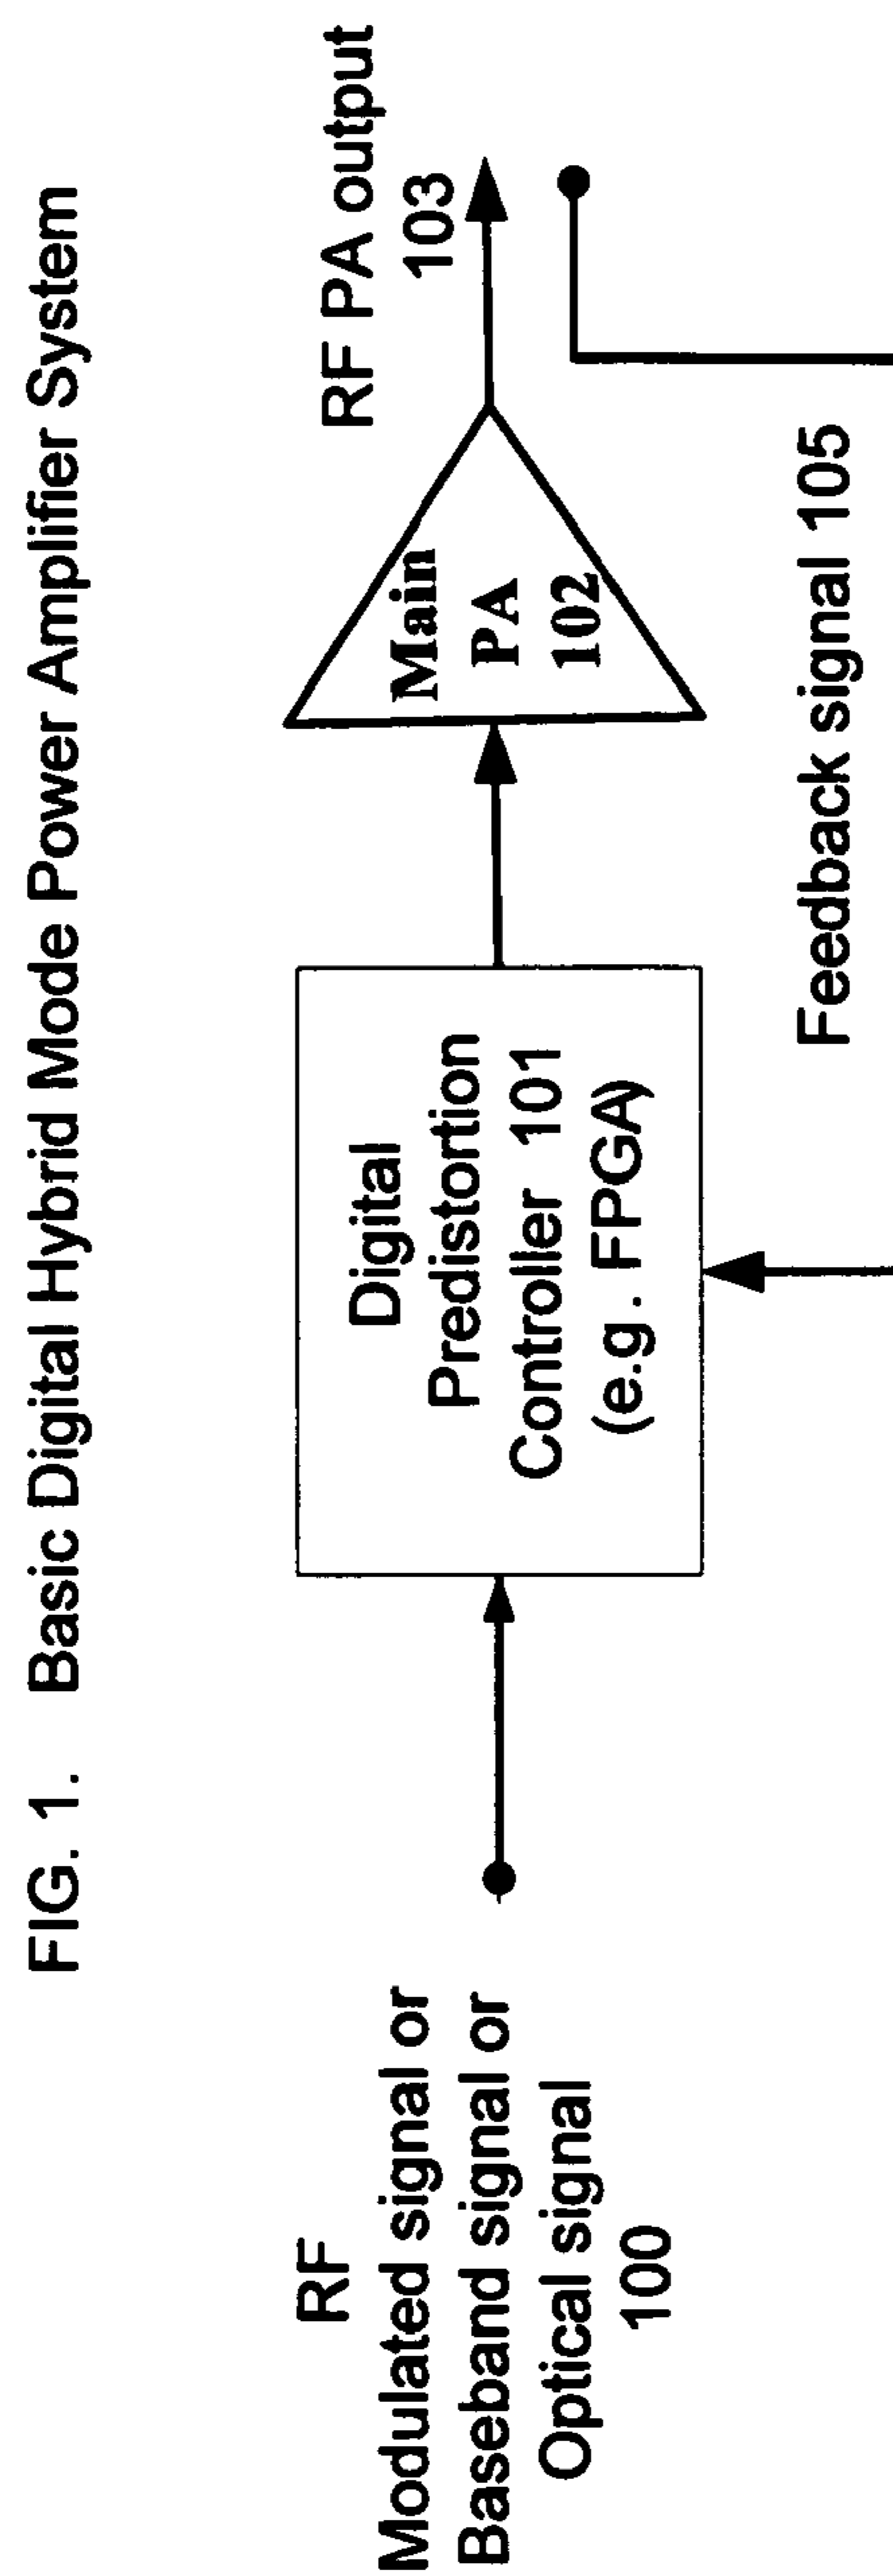 FIG. 1. Basic Digital Hybrid Mode Power Amplifier System
RF
Modulated signal or
Baseband signal or
Optical signal
100
Digital
Predistortion
Controller 101
(e.g. FPGA)
Main
PA
102
RF PA output
103
Feedback signal 105